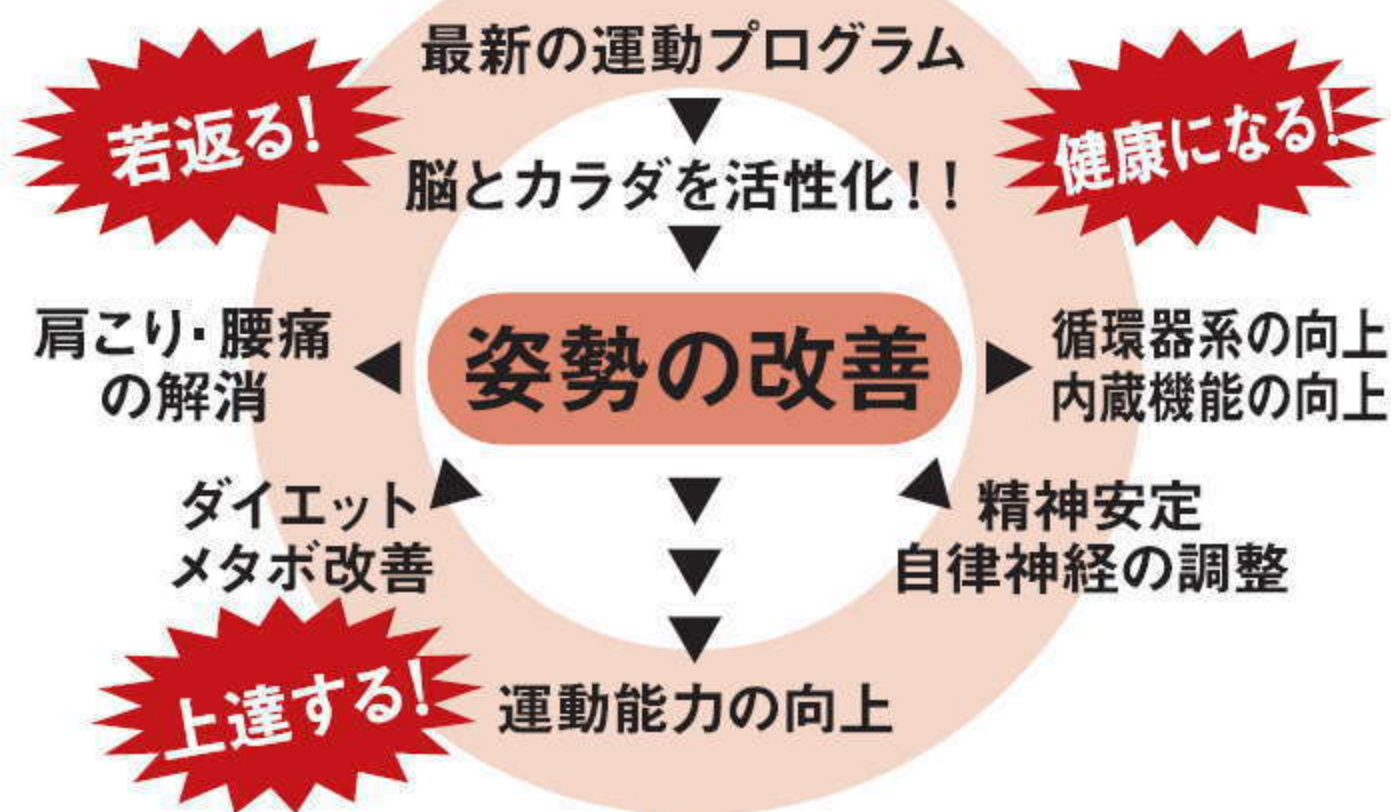 最新の運動プログラム
若返る!
健康になる!
脳とカラダを活性化!!
姿勢の改善
肩こり・腰痛
の解消
循環器系の向上
内蔵機能の向上
ダイエット
メタボ改善
精神安定
自律神経の調整
上達する!
運動能力の向上